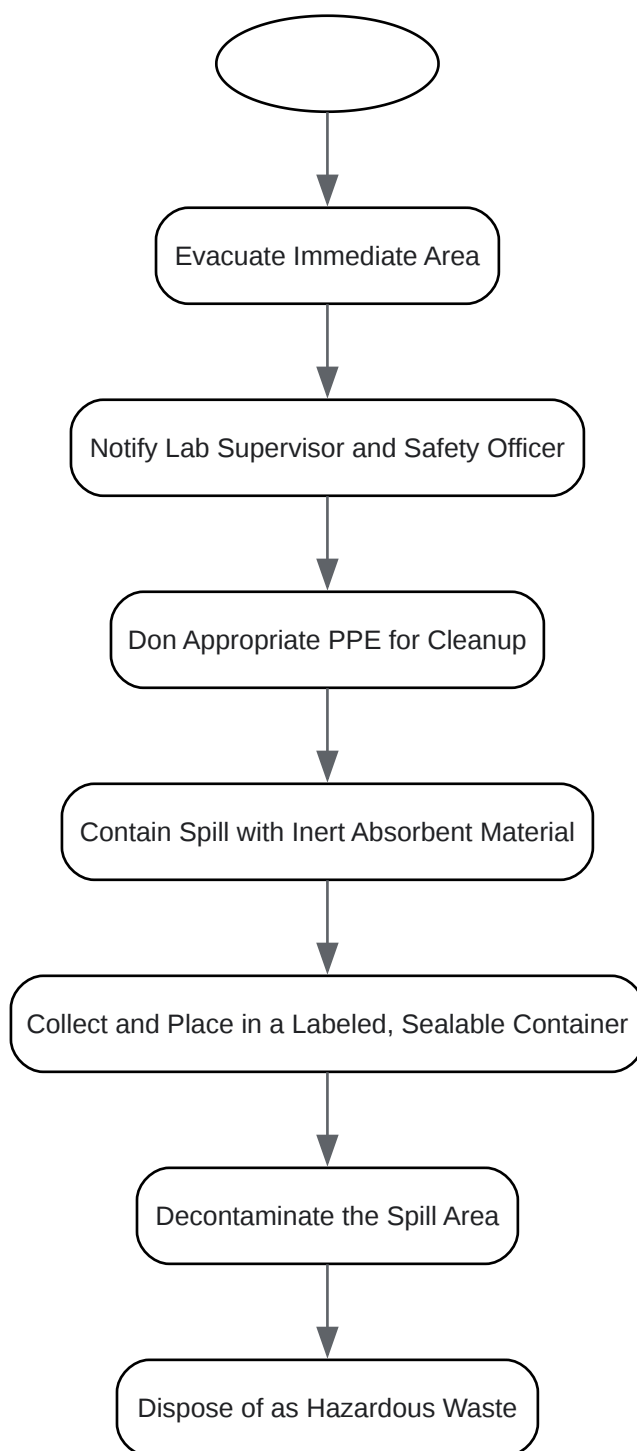 Evacuate Immediate Area
Notify Lab Supervisor and Safety Officer
Don Appropriate PPE for Cleanup
Contain Spill with Inert Absorbent Material
Collect and Place in a Labeled, Sealable Container
Decontaminate the Spill Area
Dispose of as Hazardous Waste